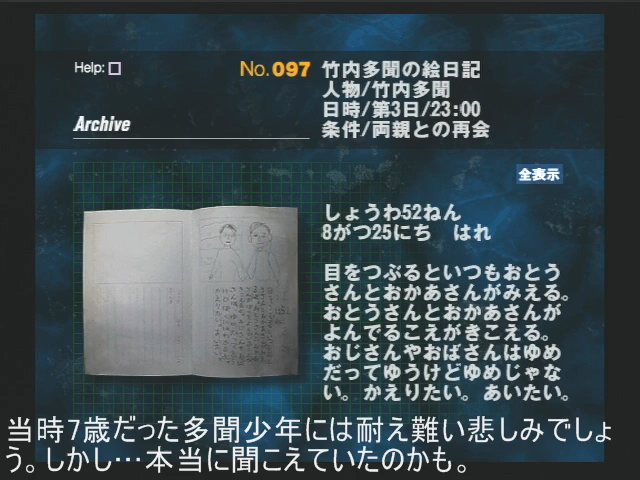 Help:
No.097 竹内多聞の絵日記
人物/竹内多聞
日時/第3日/23:00
条件/両親との再会
Archive
全表示
しょうわ52ねん
8がつ25にち　はれ
目をつぶるといつもおとう
さんとおかあさんがみえる。
おとうさんとおかあさんが
よんでるこえがきこえる。
おじさんやおばさんはゆめ
だってゆうけどゆめじゃな
い。かえりたい。あいたい。
当時7歳だった多聞少年には耐え難い悲しみでしょ
う。しかし…本当に聞こえていたのかも。